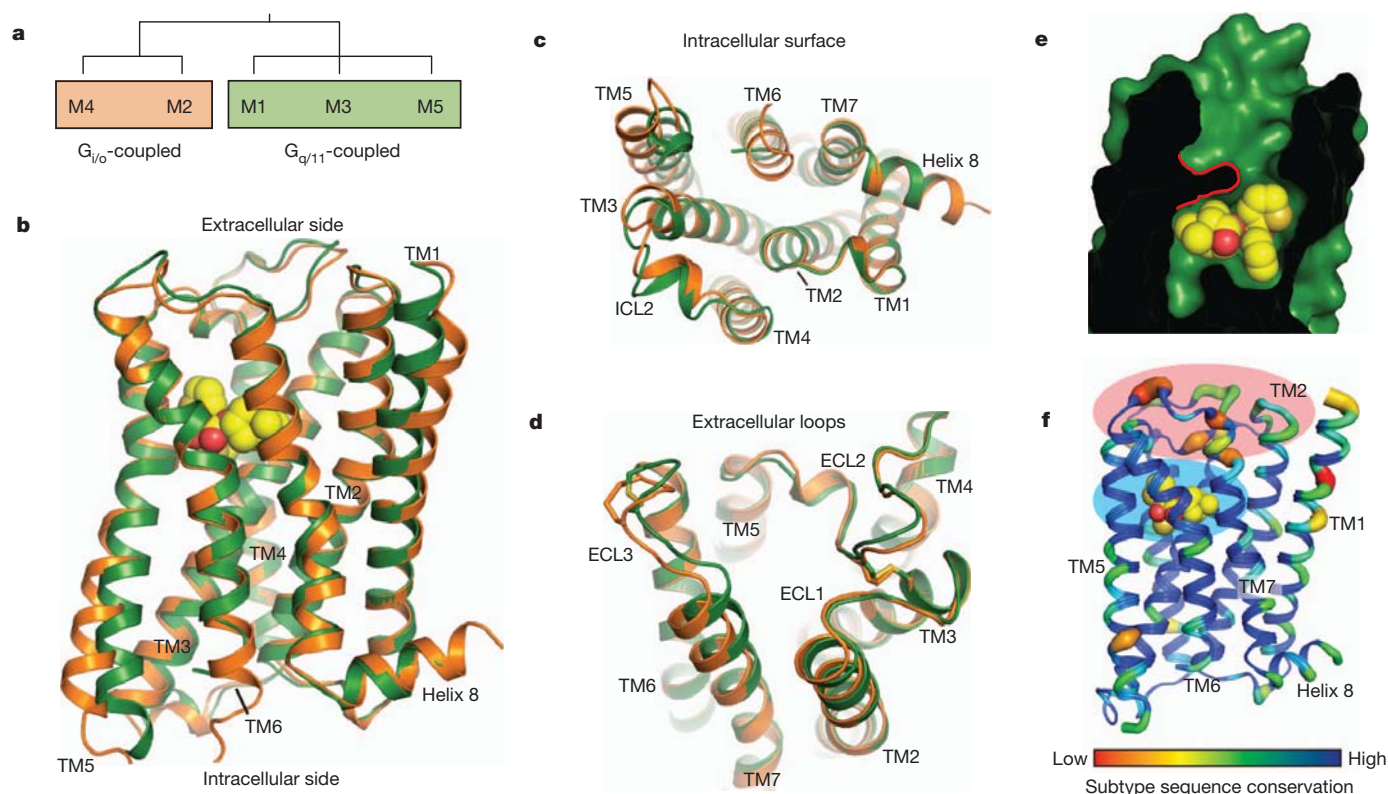 a
M4 M2 M1 M3 M5
Gi/o-coupled Gq/11-coupled
b
Extracellular side
TM1
TM2
TM4
TM3
Helix 8
TM6
TM5
Intracellular side
c
Intracellular surface
TM5
TM6
TM7
Helix 8
TM3
ICL2
TM2
TM1
TM4
d
Extracellular loops
ECL2
TM4
TM5
ECL3
ECL1
TM3
TM6
TM2
TM7
e
f
TM2
TM1
TM5
TM7
TM6
Helix 8
Low High
Subtype sequence conservation